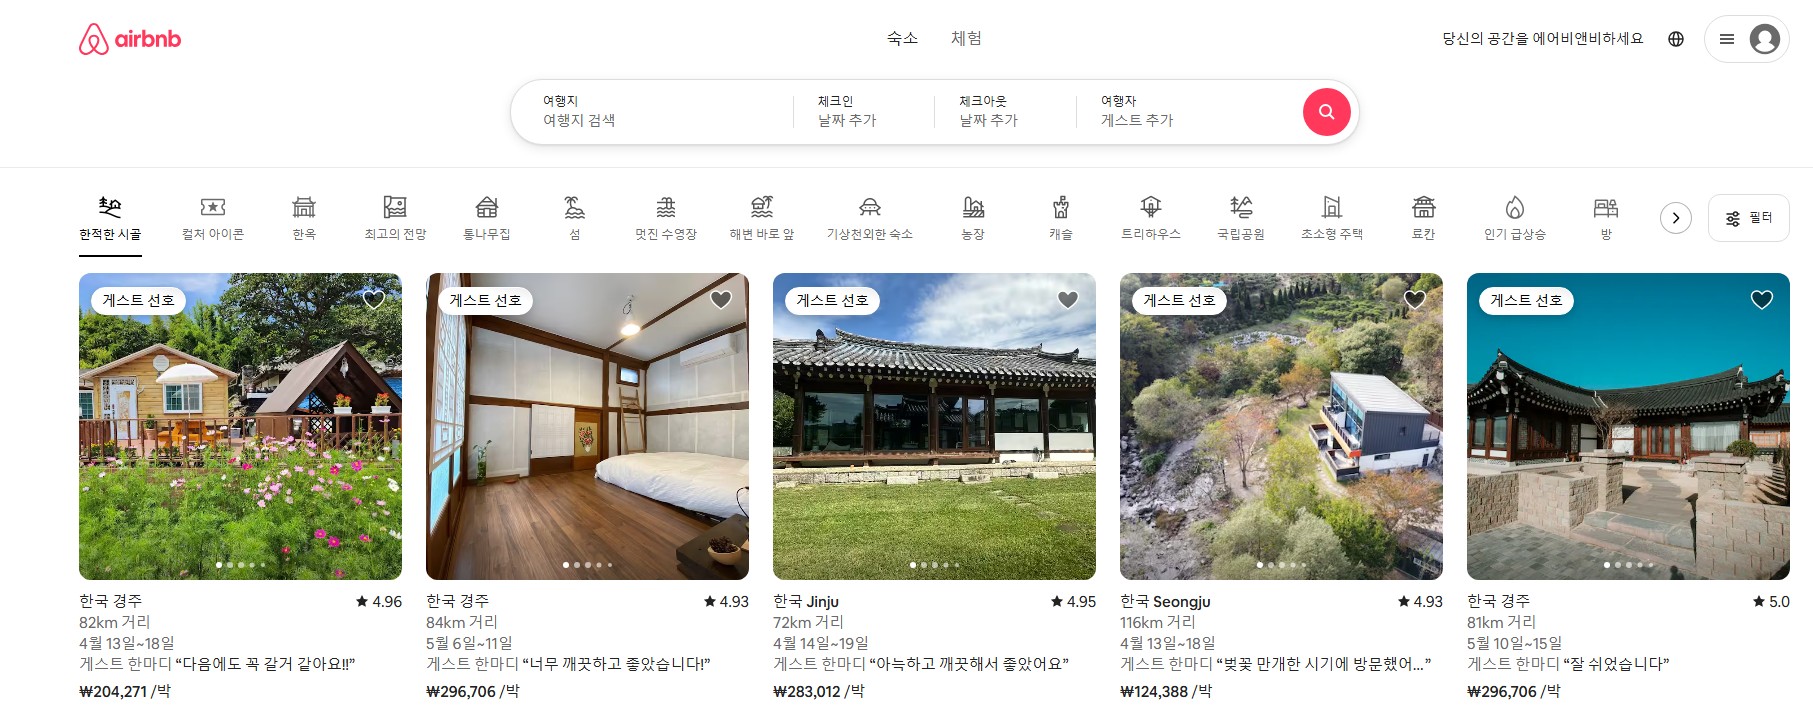 airbnb
숙소 체험
당신의 공간을 에어비앤비하세요
여행지 체크인 체크아웃 여행자
여행지 검색 날짜 추가 날짜 추가 게스트 추가
한적한 시골 컬처 아이콘 한옥 최고의 전망 통나무집 섬 멋진 수영장 해변 바로 앞 기상천외한 숙소 농장 캐슬 트리하우스 국립공원 초소형 주택 료칸 인기 급상승 방 필터
게스트 선호
한국 경주 4.96
82km 거리
4월 13일~18일
게스트 한마디 “다음에도 꼭 갈거 같아요!!”
₩204,271 /박
게스트 선호
한국 경주 4.93
84km 거리
5월 6일~11일
게스트 한마디 “너무 깨끗하고 좋았습니다!”
₩296,706 /박
게스트 선호
한국 Jinju 4.95
72km 거리
4월 14일~19일
게스트 한마디 “아늑하고 깨끗해서 좋았어요”
₩283,012 /박
게스트 선호
한국 Seongju 4.93
116km 거리
4월 13일~18일
게스트 한마디 “벚꽃 만개한 시기에 방문했어...”
₩124,388 /박
게스트 선호
한국 경주 5.0
81km 거리
5월 10일~15일
게스트 한마디 “잘 쉬었습니다”
₩296,706 /박